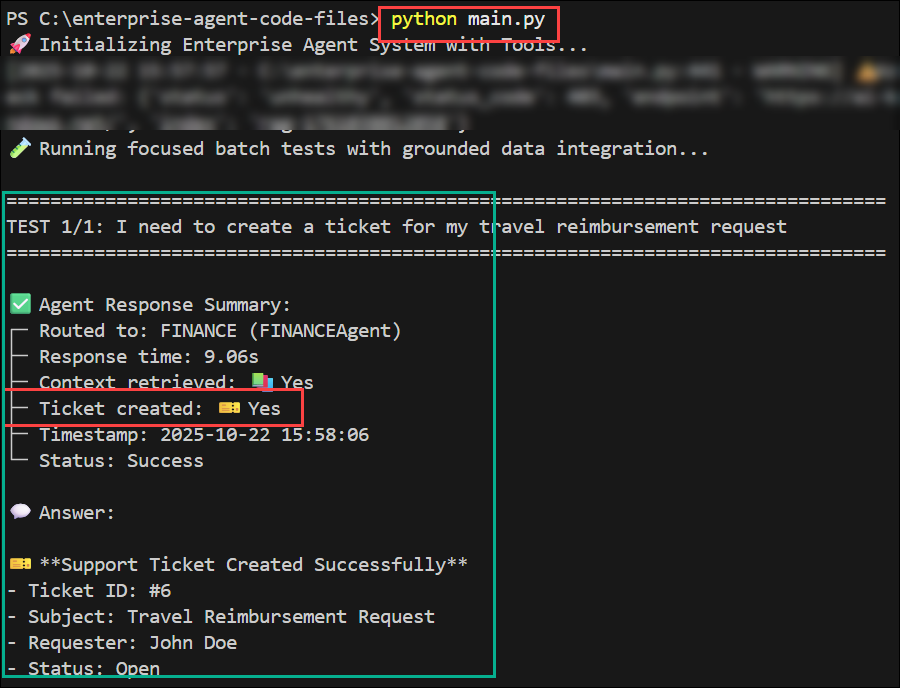 PS C:\enterprise-agent-code-files> python main.py
🚀 Initializing Enterprise Agent System with Tools...
🧪 Running focused batch tests with grounded data integration...
================================================================================
TEST 1/1: I need to create a ticket for my travel reimbursement request
================================================================================
✅ Agent Response Summary:
┌─ Routed to: FINANCE (FINANCEAgent)
├─ Response time: 9.06s
├─ Context retrieved: 📚 Yes
├─ Ticket created: 🎫 Yes
├─ Timestamp: 2025-10-22 15:58:06
└─ Status: Success
💬 Answer:
🎫 **Support Ticket Created Successfully**
- Ticket ID: #6
- Subject: Travel Reimbursement Request
- Requester: John Doe
- Status: Open